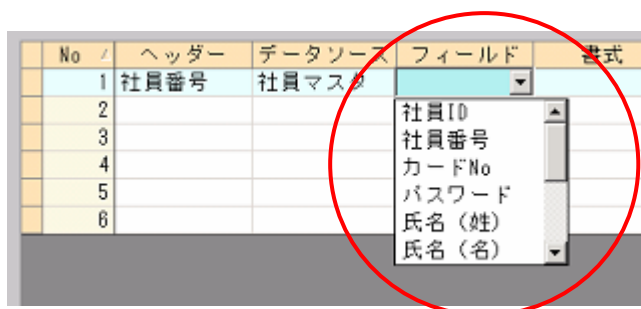 No ヘッダー データソース フィールド 書式
1 社員番号 社員マスタ
2 社員ID
3 社員番号
4 カードNo
5 パスワード
6 氏名（姓）
氏名（名）